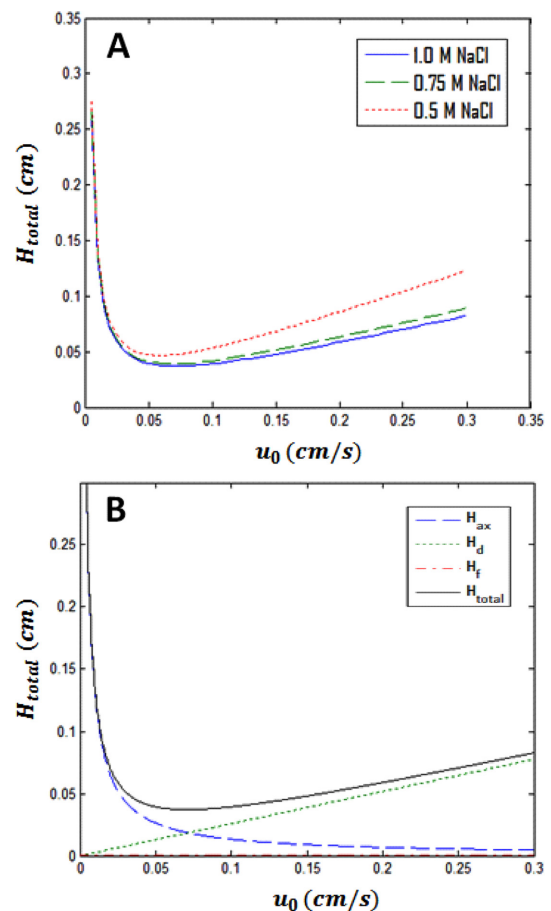 A
1.0 M NaCl
0.75 M NaCl
0.5 M NaCl
0.35
0.3
0.25
0.2
0.15
0.1
0.05
0
H_total (cm)
0 0.05 0.1 0.15 0.2 0.25 0.3 0.35
u_0 (cm/s)
B
H_ax
H_d
H_f
H_total
0.25
0.2
0.15
0.1
0.05
0
H_total (cm)
0 0.05 0.1 0.15 0.2 0.25 0.3
u_0 (cm/s)